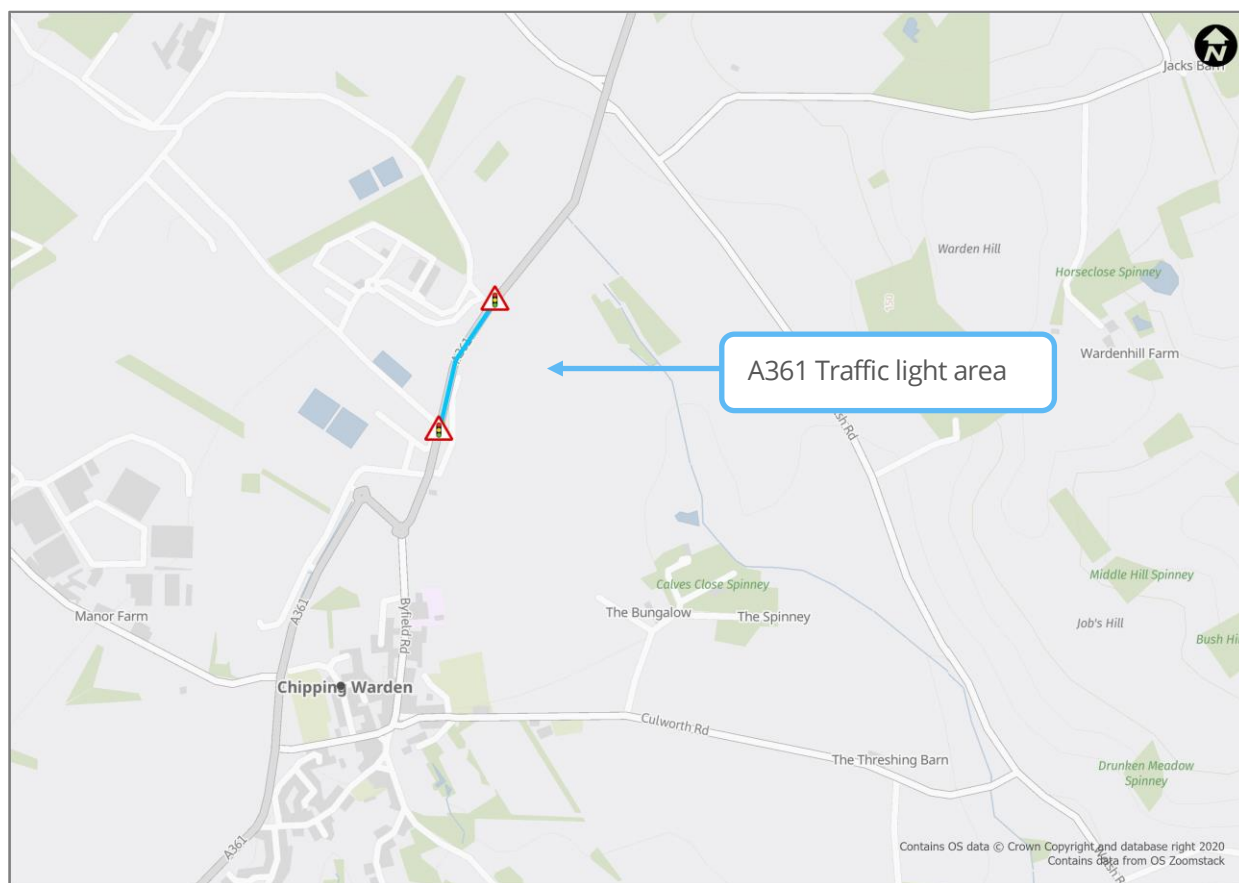 N
Jacks Barn
Warden Hill
Horseclose Spinney
150
Wardenhill Farm
A361
A361 Traffic light area
Welsh Rd
Middle Hill Spinney
Calves Close Spinney
The Bungalow
The Spinney
Job's Hill
Bush Hi
Manor Farm
A361
Byfield Rd
Chipping Warden
Culworth Rd
The Threshing Barn
Drunken Meadow
Spinney
A361
Contains OS data © Crown Copyright and database right 2020
Contains data from OS Zoomstack